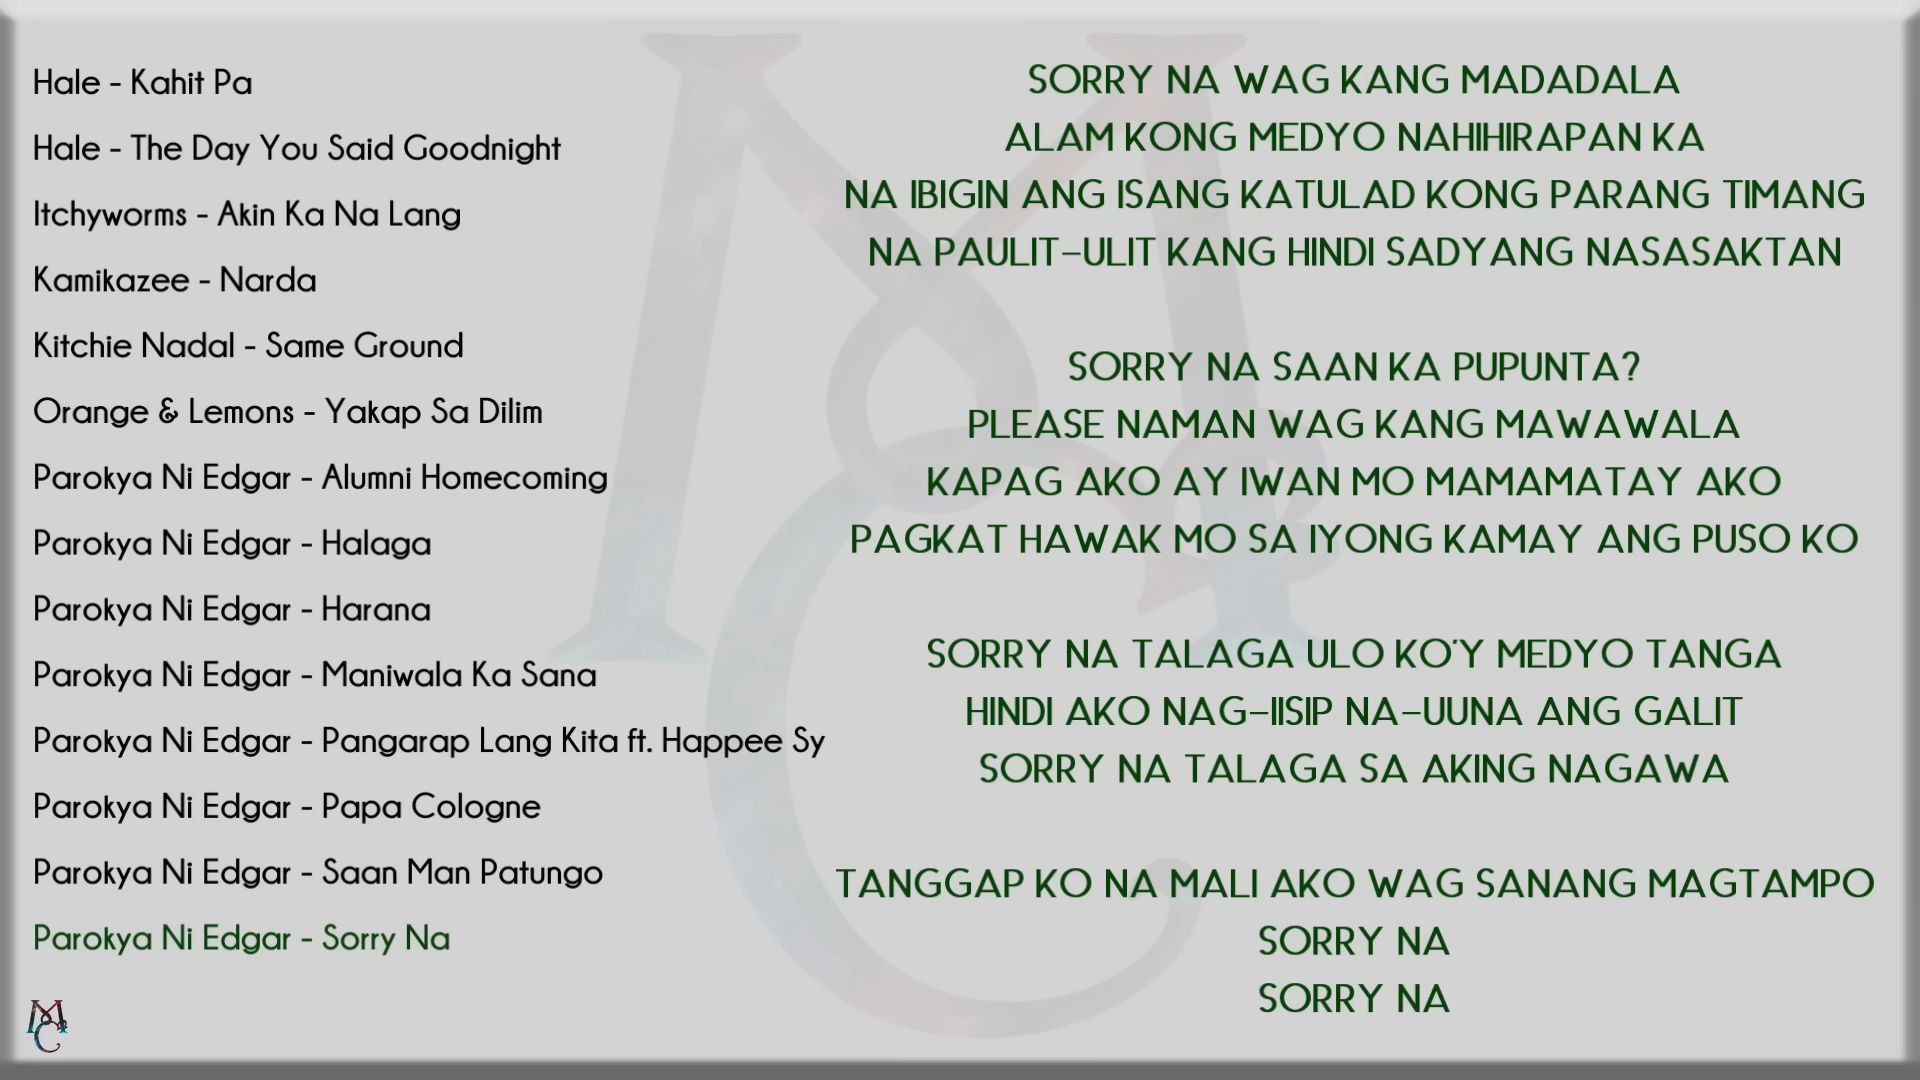 Hale - Kahit Pa
Hale - The Day You Said Goodnight
Itchyworms - Akin Ka Na Lang
Kamikazee - Narda
Kitchie Nadal - Same Ground
Orange & Lemons - Yakap Sa Dilim
Parokya Ni Edgar - Alumni Homecoming
Parokya Ni Edgar - Halaga
Parokya Ni Edgar - Harana
Parokya Ni Edgar - Maniwala Ka Sana
Parokya Ni Edgar - Pangarap Lang Kita ft. Happee Sy
Parokya Ni Edgar - Papa Cologne
Parokya Ni Edgar - Saan Man Patungo
Parokya Ni Edgar - Sorry Na
SORRY NA WAG KANG MADADALA
ALAM KONG MEDYO NAHIHIRAPAN KA
NA IBIGIN ANG ISANG KATULAD KONG PARANG TIMANG
NA PAULIT-ULIT KANG HINDI SADYANG NASASAKTAN
SORRY NA SAAN KA PUPUNTA?
PLEASE NAMAN WAG KANG MAWAWALA
KAPAG AKO AY IWAN MO MAMAMATAY AKO
PAGKAT HAWAK MO SA IYONG KAMAY ANG PUSO KO
SORRY NA TALAGA ULO KO'Y MEDYO TANGA
HINDI AKO NAG-IISIP NA-UUNA ANG GALIT
SORRY NA TALAGA SA AKING NAGAWA
TANGGAP KO NA MALI AKO WAG SANANG MAGTAMPO
SORRY NA
SORRY NA